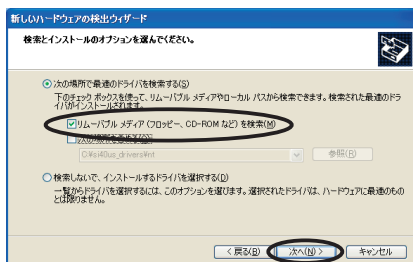 新しいハードウェアの検出ウィザード
検索とインストールのオプションを選んでください。
次の場所で最適のドライバを検索する(S)
下のチェック ボックスを使って、リムーバブル メディアやローカル パスから検索できます。検索された最適のドラ
イバがインストールされます。
リムーバブル メディア (フロッピー、CD-ROM など) を検索(M)
次の場所を含める(O):
検索しないで、インストールするドライバを選択する(D)
一覧からドライバを選択するには、このオプションを選びます。選択されたドライバは、ハードウェアに最適のもの
とは限りません。
参照(R)
< 戻る(B)
次へ(N) >
キャンセル